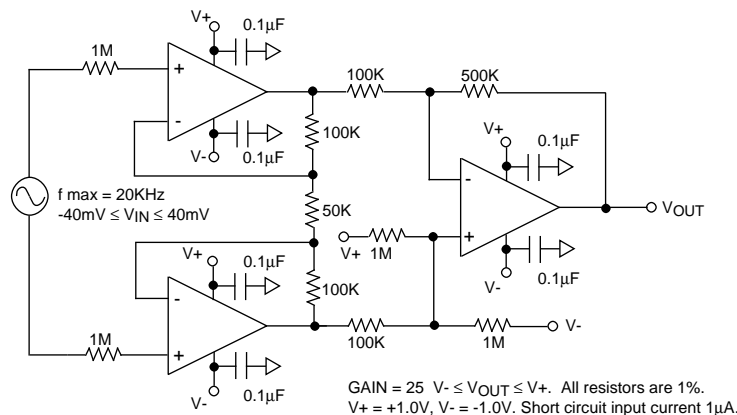 V+
0.1µF
1M
+
-
V-
0.1µF
100K
500K
100K
V+
0.1µF
f max = 20KHz
-40mV ≤ VIN ≤ 40mV
50K
-
+
VOUT
V+
1M
V-
0.1µF
V+
0.1µF
100K
-
+
1M
V-
0.1µF
100K
1M
V-
GAIN = 25 V- ≤ VOUT ≤ V+. All resistors are 1%.
V+ = +1.0V, V- = -1.0V. Short circuit input current 1µA.